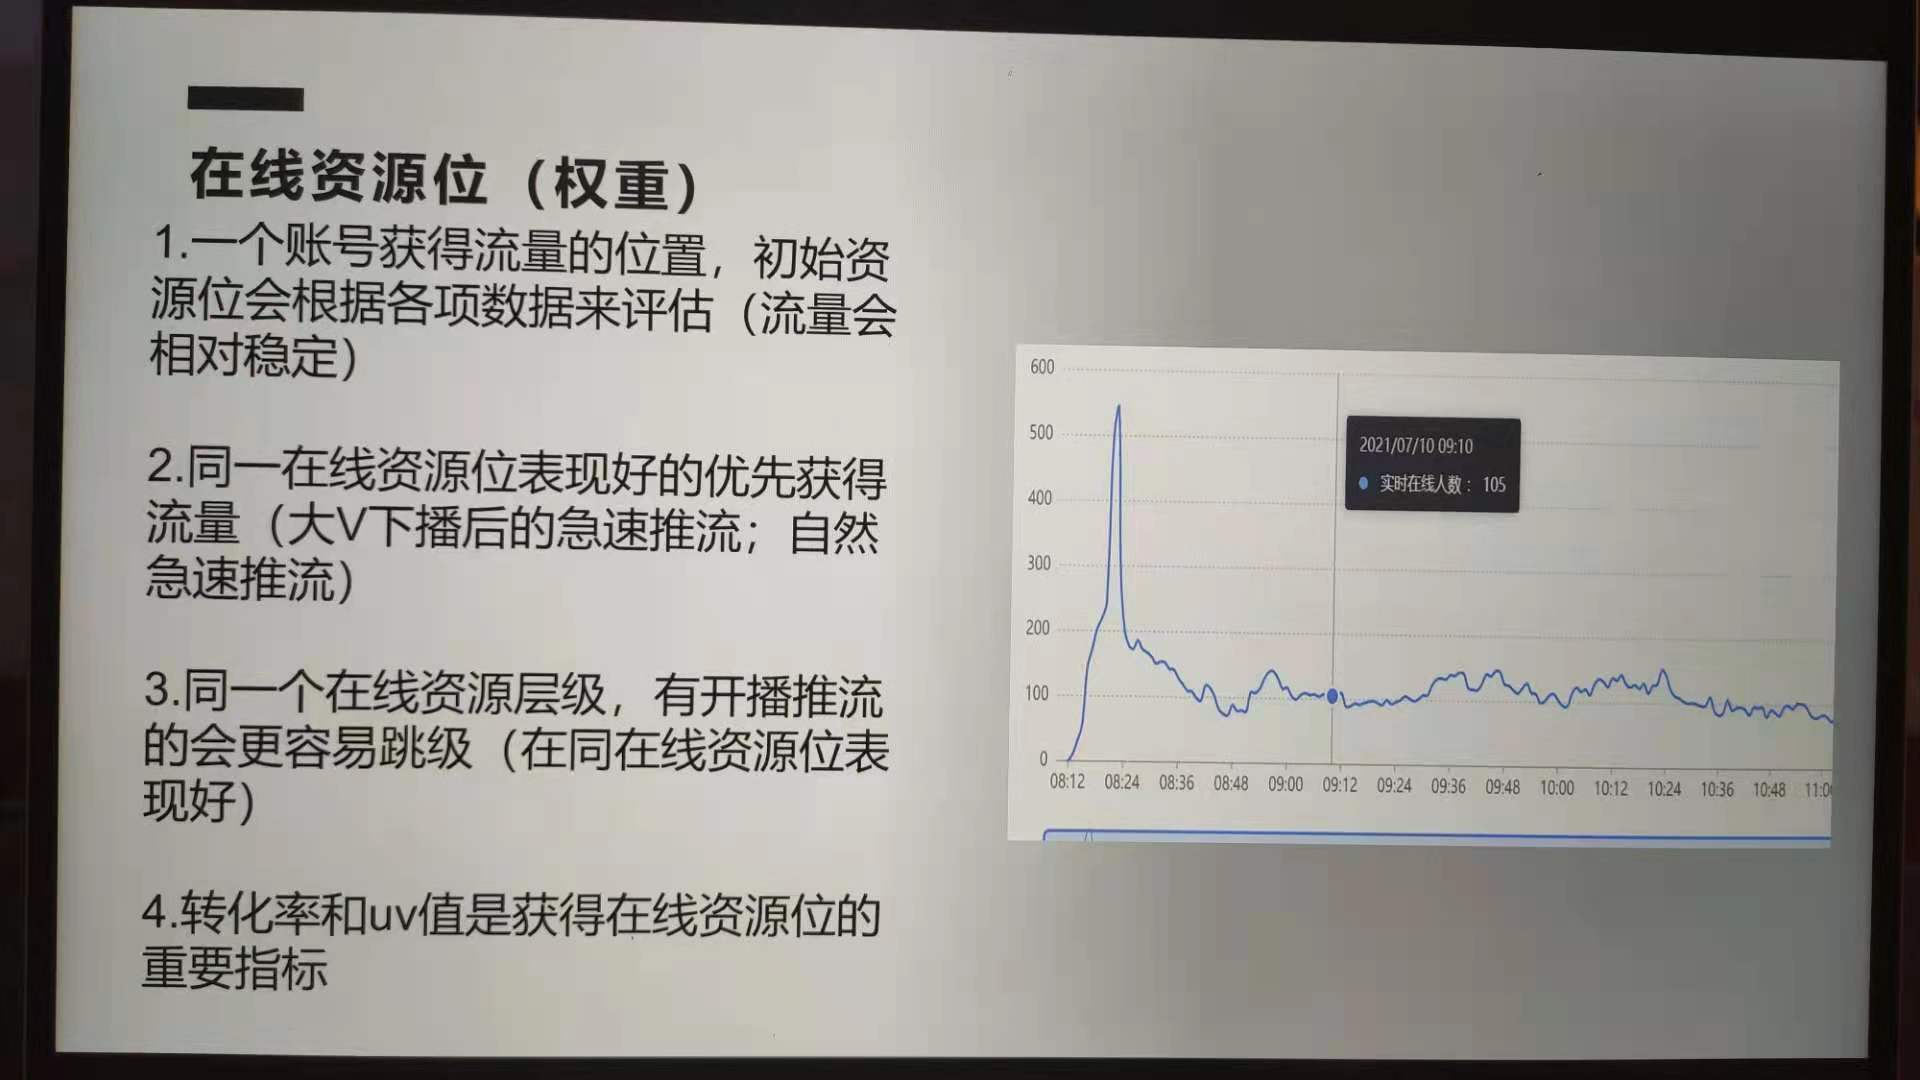 在线资源位（权重）
1.一个账号获得流量的位置，初始资
源位会根据各项数据来评估（流量会
相对稳定）
2.同一在线资源位表现好的优先获得
流量（大V下播后的急速推流；自然
急速推流）
3.同一个在线资源层级，有开播推流
的会更容易跳级（在同在线资源位表
现好）
4.转化率和uv值是获得在线资源位的
重要指标
600
500
400
300
200
100
0
2021/07/10 09:10
实时在线人数： 105
08:12 08:24 08:36 08:48 09:00 09:12 09:24 09:36 09:48 10:00 10:12 10:24 10:36 10:48 11:00